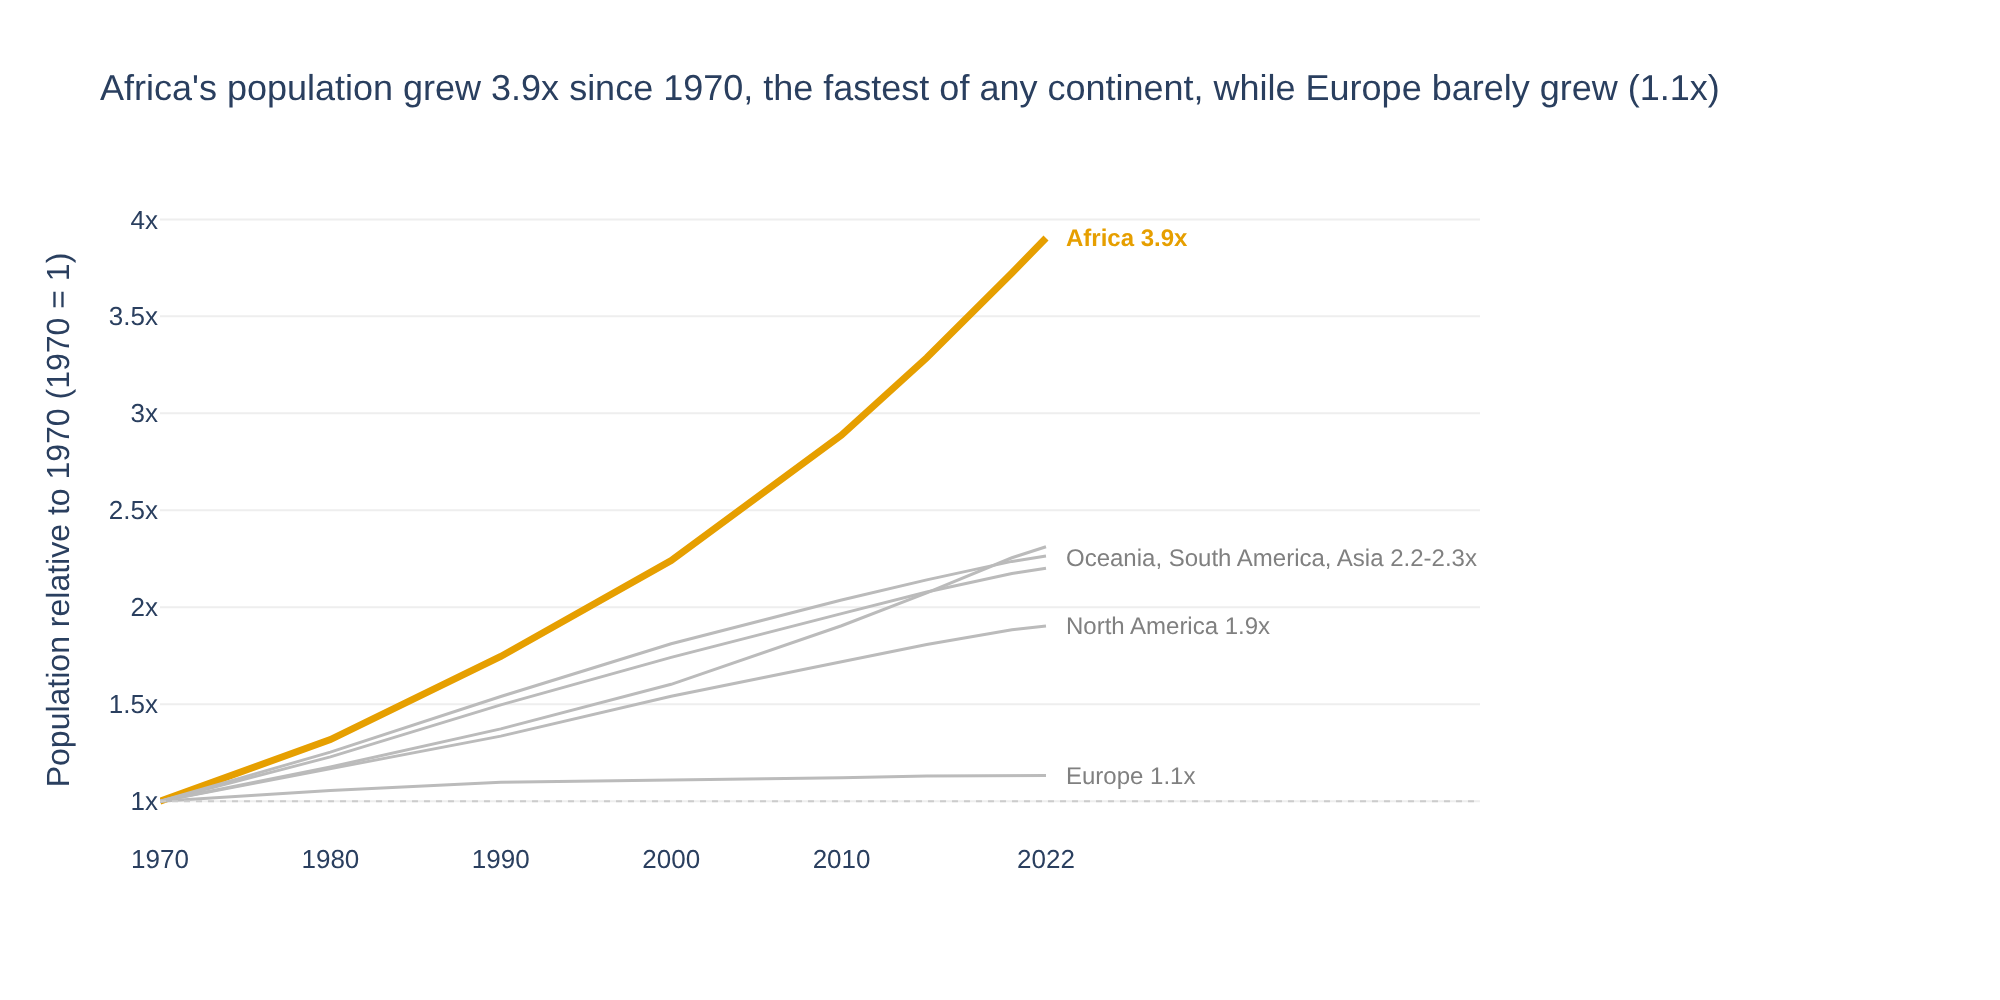 Africa's population grew 3.9x since 1970, the fastest of any continent, while Europe barely grew (1.1x)
Population relative to 1970 (1970 = 1)
4x
3.5x
3x
2.5x
2x
1.5x
1x
Africa 3.9x
Oceania, South America, Asia 2.2-2.3x
North America 1.9x
Europe 1.1x
1970 1980 1990 2000 2010 2022